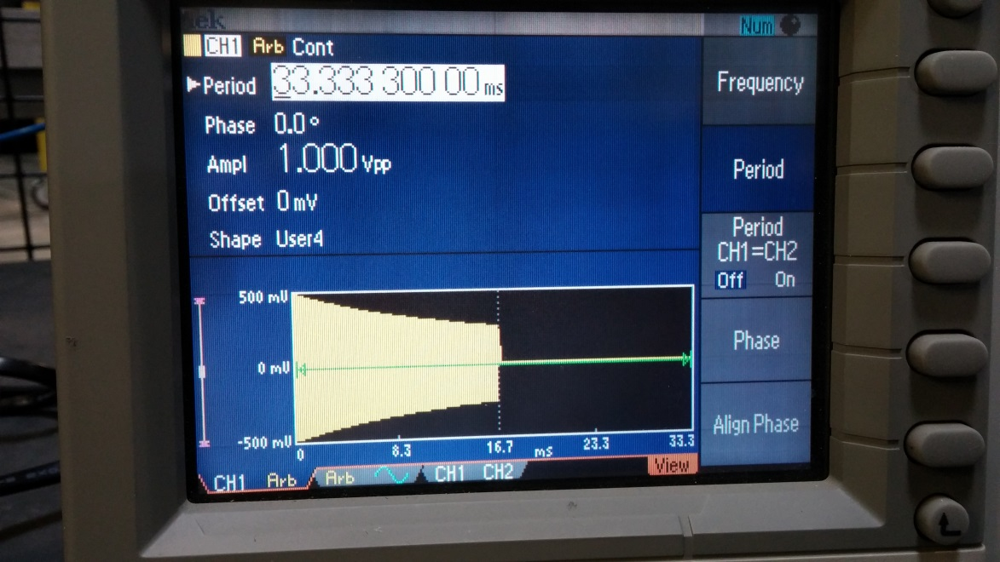 tek
Num
CH1 Arb Cont
Period 33.333 300 00 ms
Phase 0.0°
Ampl 1.000 Vpp
Offset 0 mV
Shape User4
500 mV
0 mV
-500 mV
0 8.3 16.7 ms 23.3 33.3
CH1 Arb Arb CH1 CH2 View
Frequency
Period
Period
CH1=CH2
Off On
Phase
Align Phase